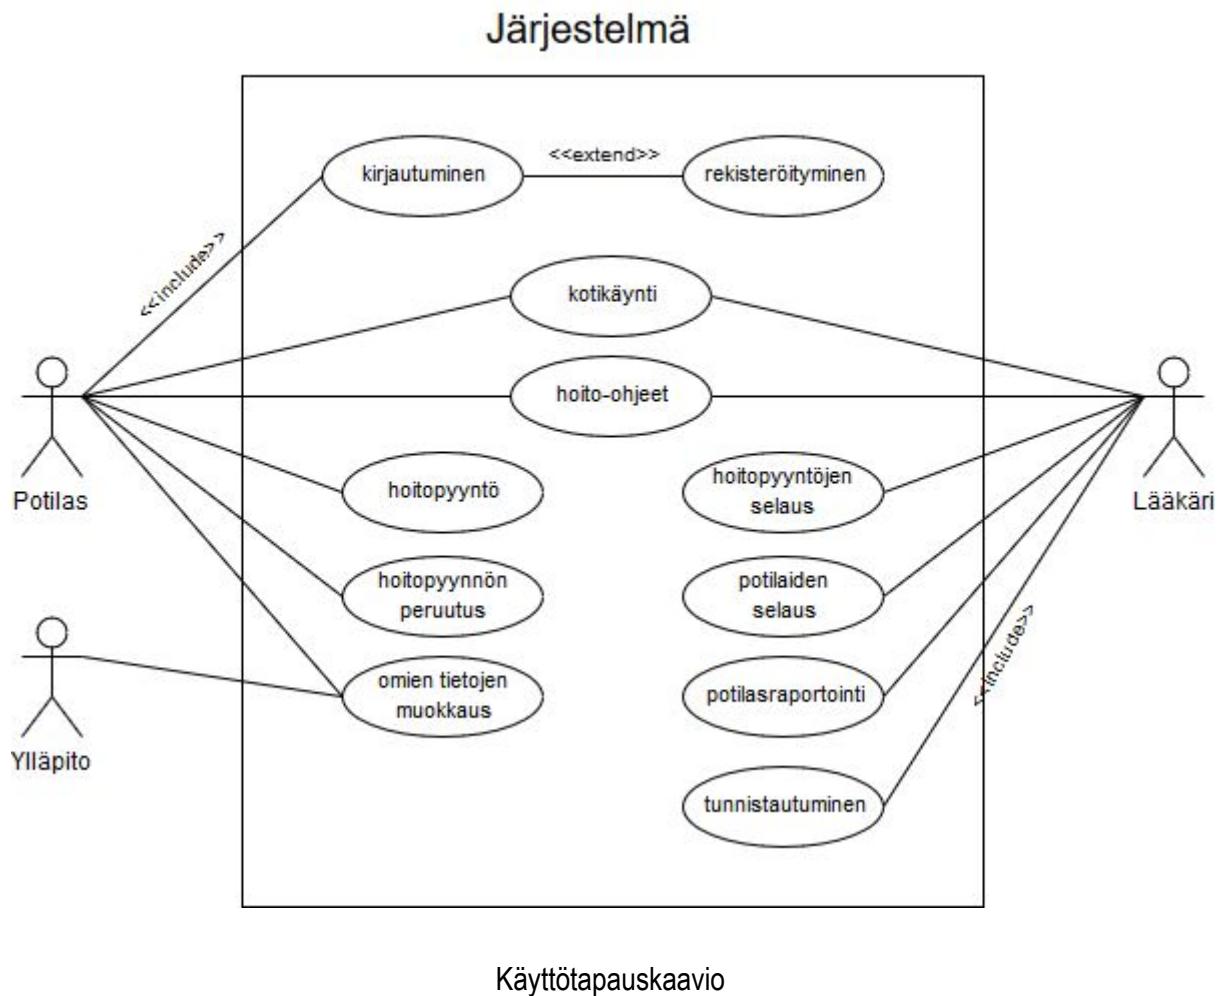 Järjestelmä
kirjautuminen
<<extend>>
rekisteröityminen
<<include>>
kotikäynti
hoito-ohjeet
Potilas
hoitopyyntö
hoitopyyntöjen
selaus
Lääkäri
hoitopyynnön
peruutus
potilaiden
selaus
<<include>>
Ylläpito
omien tietojen
muokkaus
potilasraportointi
tunnistautuminen
Käyttötapauskaavio